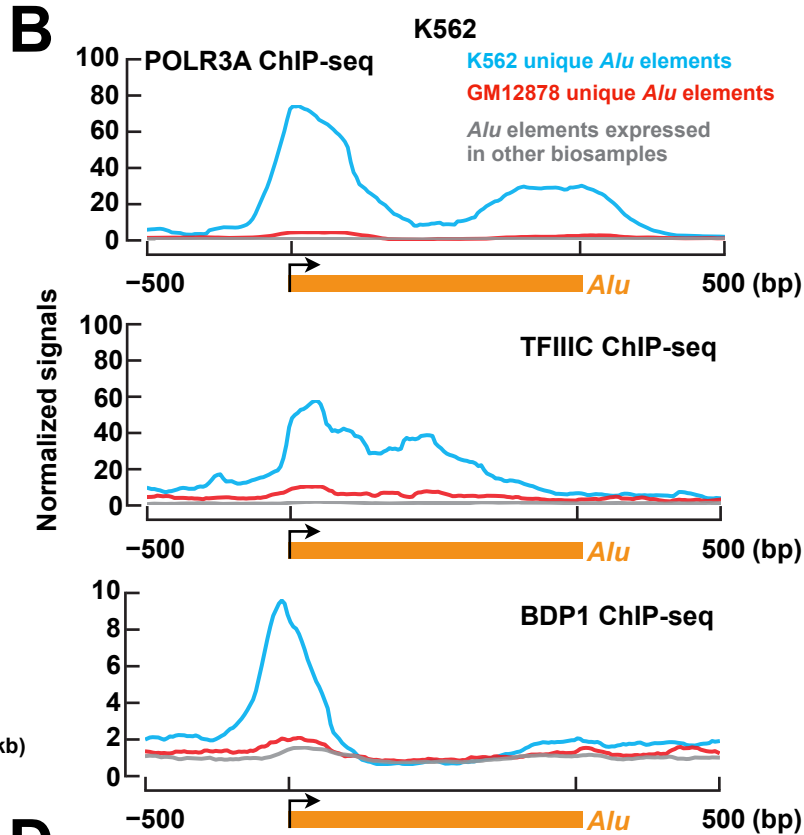 B
K562
POLR3A ChIP-seq
K562 unique Alu elements
GM12878 unique Alu elements
Alu elements expressed
in other biosamples
100
80
60
40
20
0
−500
Alu
500 (bp)
Normalized signals
TFIIIC ChIP-seq
100
80
60
40
20
0
−500
Alu
500 (bp)
BDP1 ChIP-seq
10
8
6
4
2
0
kb)
−500
Alu
500 (bp)
D